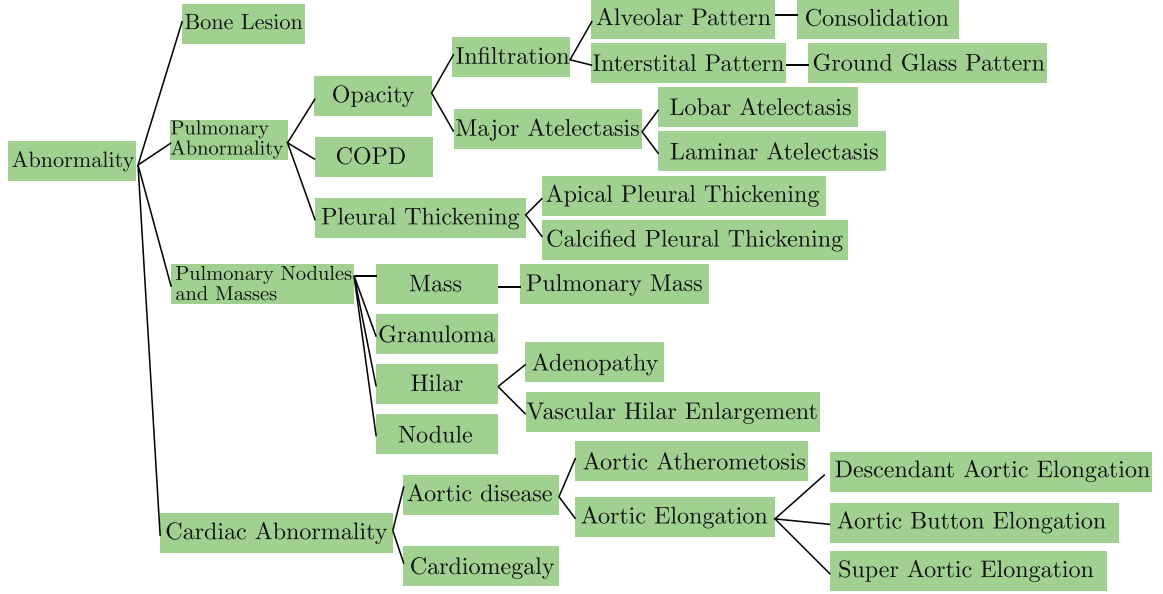 Bone Lesion
Alveolar Pattern
Consolidation
Infiltration
Interstital Pattern
Ground Glass Pattern
Opacity
Lobar Atelectasis
Major Atelectasis
Laminar Atelectasis
Pulmonary
Abnormality
COPD
Abnormality
Pleural Thickening
Apical Pleural Thickening
Calcified Pleural Thickening
Pulmonary Nodules
and Masses
Mass
Pulmonary Mass
Granuloma
Hilar
Adenopathy
Vascular Hilar Enlargement
Nodule
Cardiac Abnormality
Aortic disease
Aortic Atherometosis
Aortic Elongation
Descendant Aortic Elongation
Aortic Button Elongation
Super Aortic Elongation
Cardiomegaly